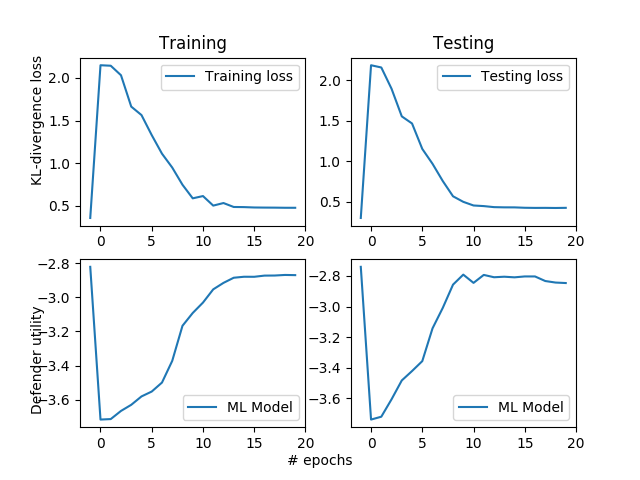 Training
Testing
KL-divergence loss
2.0
1.5
1.0
0.5
Training loss
0 5 10 15 20
2.0
1.5
1.0
0.5
Testing loss
0 5 10 15 20
Defender utility
−2.8
−3.0
−3.2
−3.4
−3.6
ML Model
0 5 10 15 20
−2.8
−3.0
−3.2
−3.4
−3.6
ML Model
0 5 10 15 20
# epochs